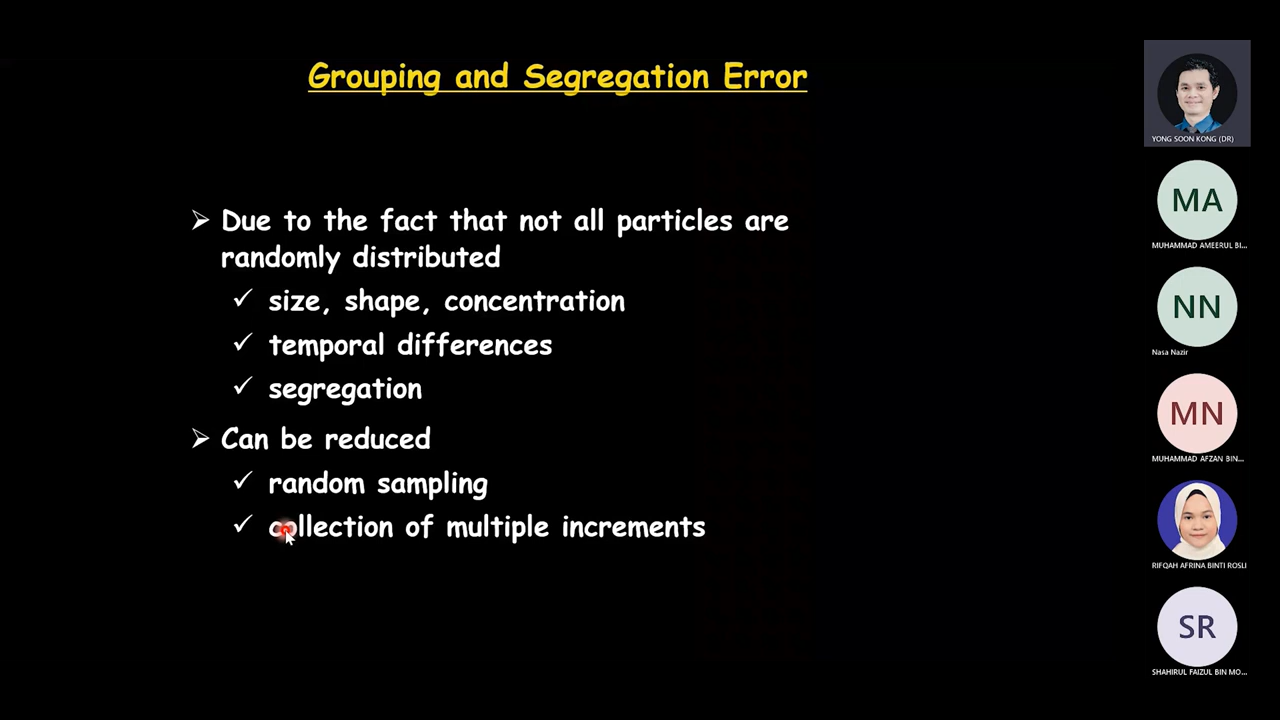 Grouping and Segregation Error
Due to the fact that not all particles are
randomly distributed
size, shape, concentration
temporal differences
segregation
Can be reduced
random sampling
collection of multiple increments
YONG SOON KONG (DR)
MA
MUHAMMAD AMEERUL BI...
NN
Nasa Nazir
MN
MUHAMMAD AFZAN BIN...
RIFQAH AFRINA BINTI ROSLI
SR
SHAHIRUL FAIZUL BIN MO...